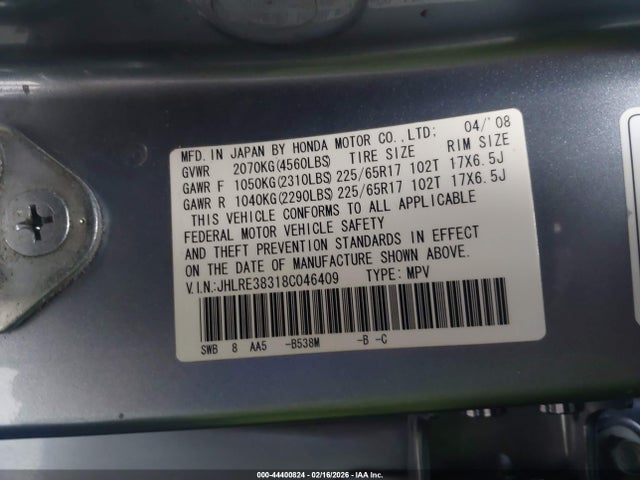 MFD. IN JAPAN BY HONDA MOTOR CO.,LTD; 04/'08
GVWR 2070KG(4560LBS) TIRE SIZE RIM SIZE
GAWR F 1050KG(2310LBS) 225/65R17 102T 17X6.5J
GAWR R 1040KG(2290LBS) 225/65R17 102T 17X6.5J
THIS VEHICLE CONFORMS TO ALL APPLICABLE
FEDERAL MOTOR VEHICLE SAFETY
AND THEFT PREVENTION STANDARDS IN EFFECT
ON THE DATE OF MANUFACTURE SHOWN ABOVE.
V.I.N:JHLRE38318C046409 TYPE: MPV
SWB 8 AA5 -B538M -B -C
000-44400824 | 02/16/2026 | IAA Inc.